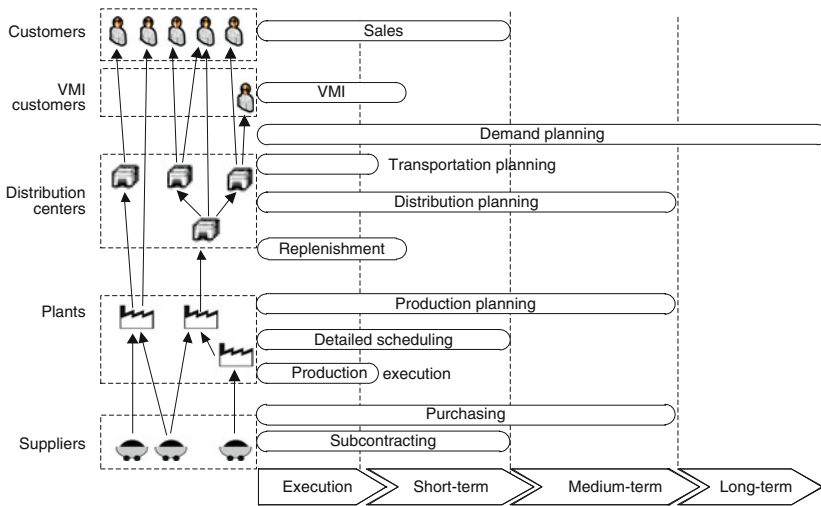 Customers
Sales
VMI
customers
VMI
Demand planning
Transportation planning
Distribution
centers
Distribution planning
Replenishment
Plants
Production planning
Detailed scheduling
Production execution
Purchasing
Suppliers
Subcontracting
Execution
Short-term
Medium-term
Long-term